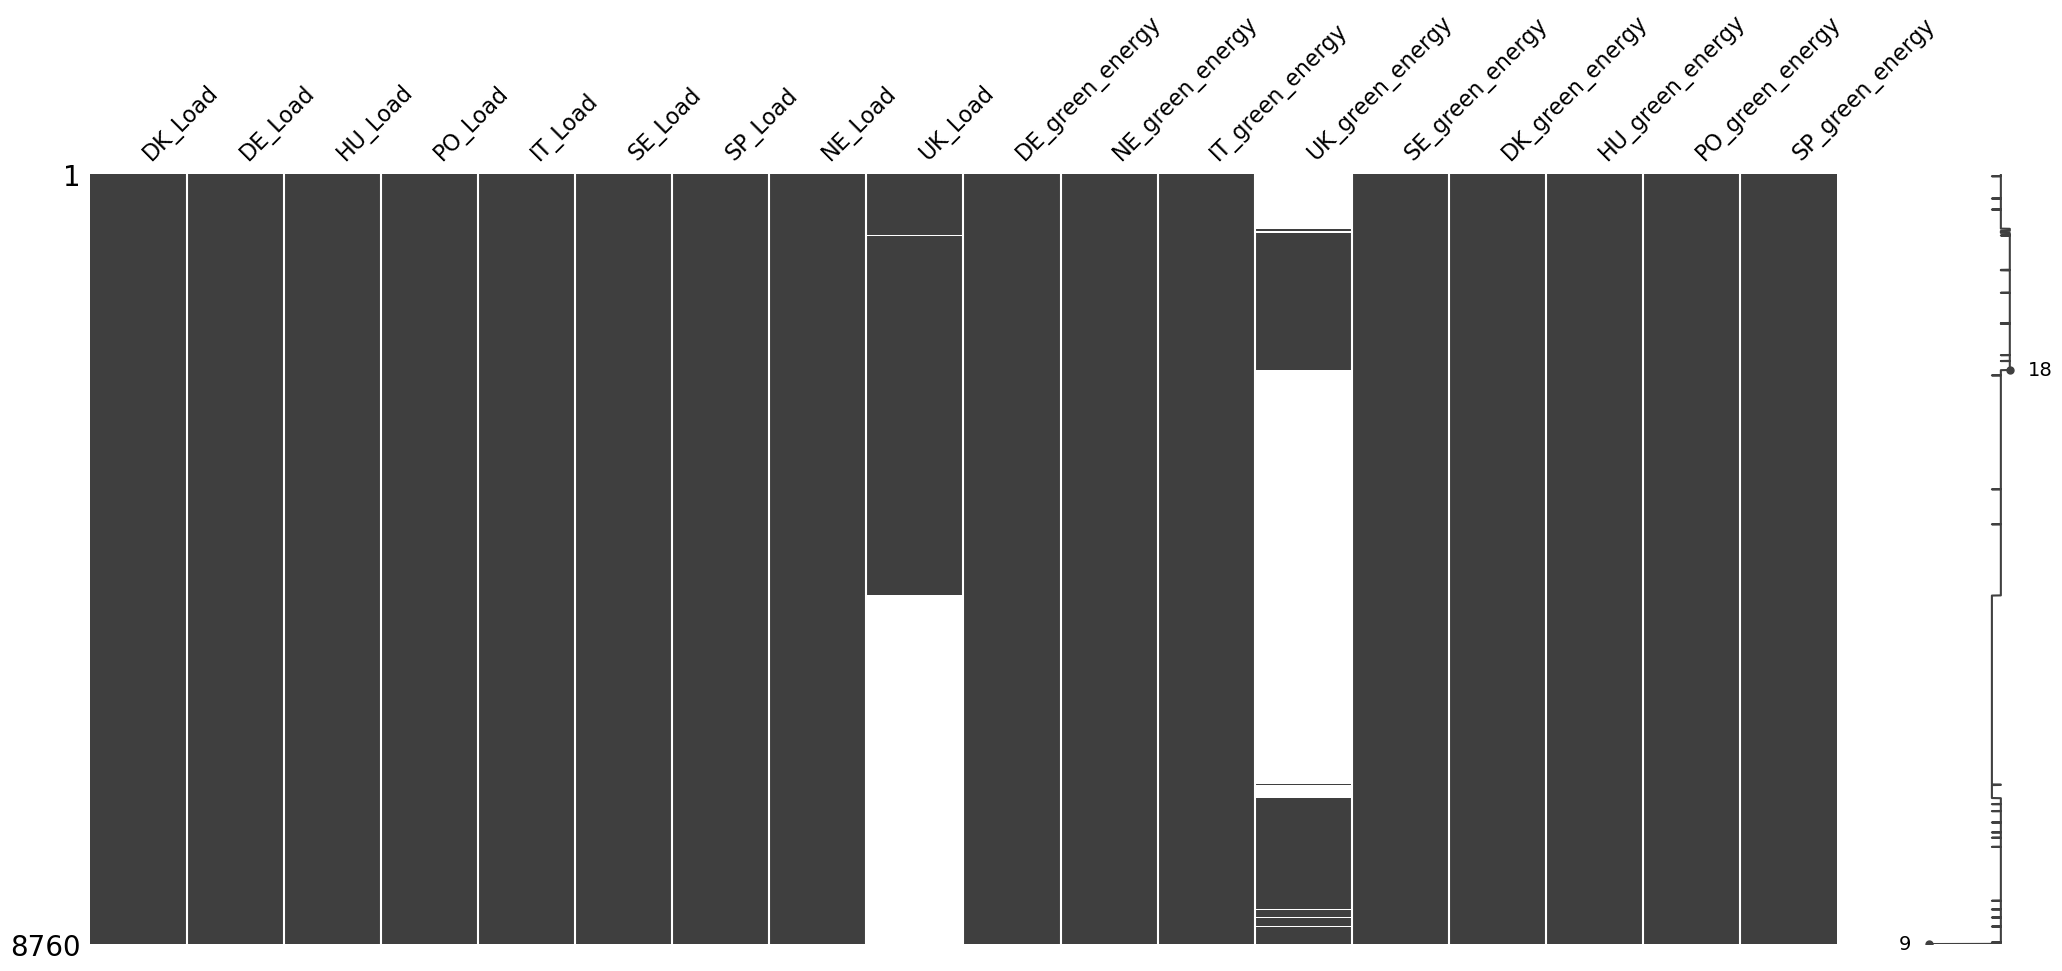 DK_Load
DE_Load
HU_Load
PO_Load
IT_Load
SE_Load
SP_Load
NE_Load
UK_Load
DE_green_energy
NE_green_energy
IT_green_energy
UK_green_energy
SE_green_energy
DK_green_energy
HU_green_energy
PO_green_energy
SP_green_energy
1
18
8760
9